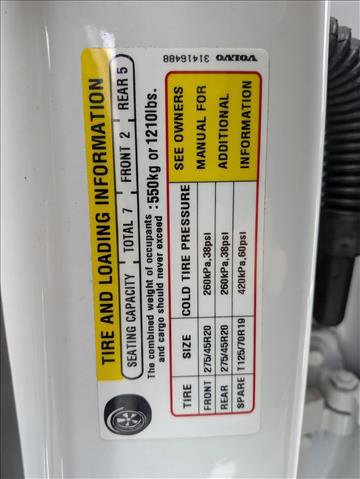 TIRE AND LOADING INFORMATION
SEATING CAPACITY TOTAL 7 FRONT 2 REAR 5
The combined weight of occupants
and cargo should never exceed : 550kg or 1210lbs.
TIRE SIZE COLD TIRE PRESSURE
FRONT 275/45R20 260kPa,38psi
REAR 275/45R20 260kPa,38psi
SPARE T125/70R19 420kPa,60psi
SEE OWNERS
MANUAL FOR
ADDITIONAL
INFORMATION
VOLVO 31416488